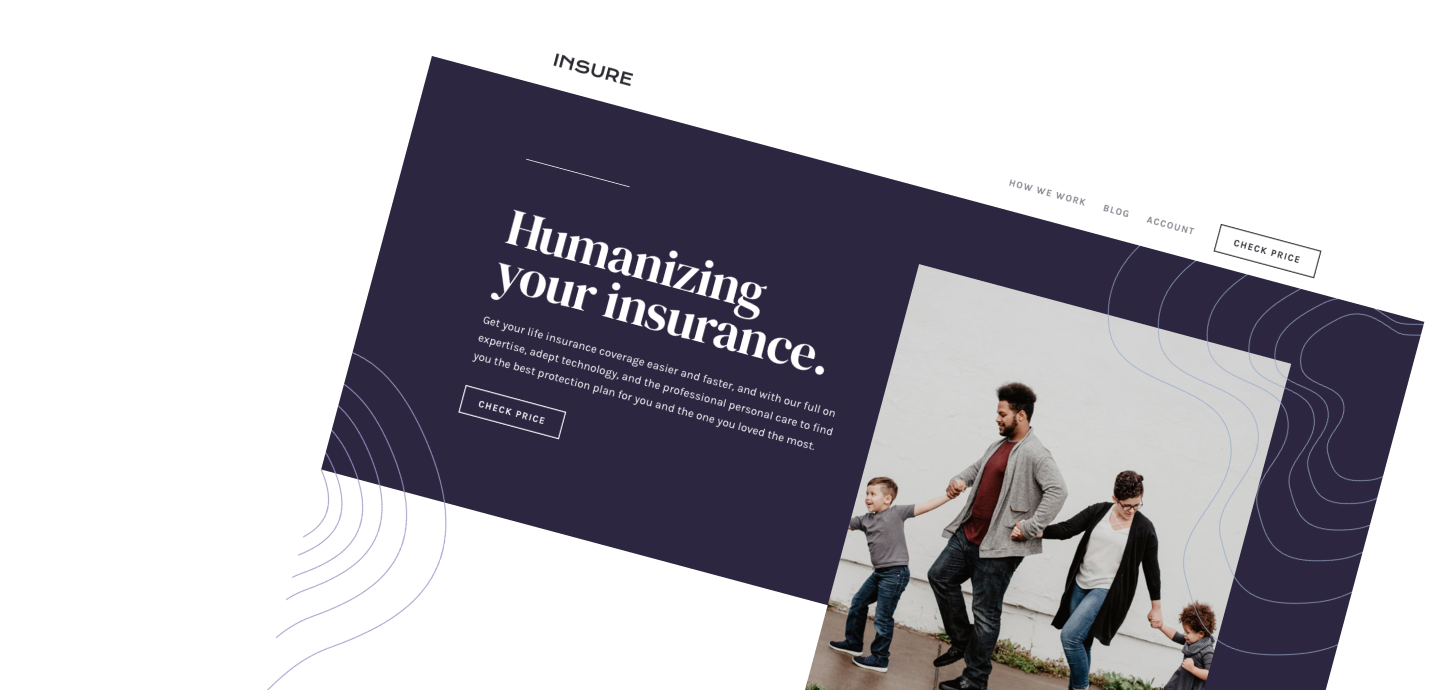 INSURE
HOW WE WORK
BLOG
ACCOUNT
CHECK PRICE
Humanizing
your insurance.
Get your life insurance coverage easier and faster, and with our full on
expertise, adept technology, and the professional personal care to find
you the best protection plan for you and the one you loved the most.
CHECK PRICE